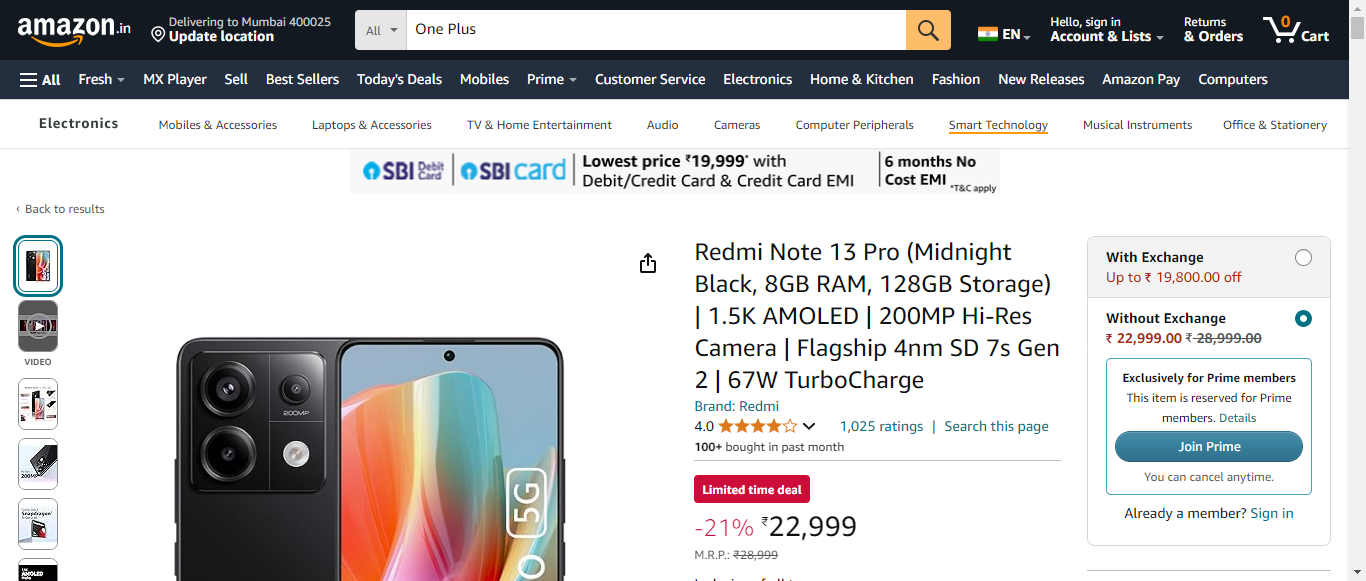 amazon.in
Delivering to Mumbai 400025
Update location
All
One Plus
EN
Hello, sign in
Account & Lists
Returns
& Orders
0
Cart
All
Fresh
MX Player
Sell
Best Sellers
Today's Deals
Mobiles
Prime
Customer Service
Electronics
Home & Kitchen
Fashion
New Releases
Amazon Pay
Computers
Electronics
Mobiles & Accessories
Laptops & Accessories
TV & Home Entertainment
Audio
Cameras
Computer Peripherals
Smart Technology
Musical Instruments
Office & Stationery
SBI Debit Card
SBI card
Lowest price ₹19,999* with
Debit/Credit Card & Credit Card EMI
6 months No
Cost EMI *T&C apply
‹ Back to results
VIDEO
200MP
5G
Redmi Note 13 Pro (Midnight
Black, 8GB RAM, 128GB Storage)
| 1.5K AMOLED | 200MP Hi-Res
Camera | Flagship 4nm SD 7s Gen
2 | 67W TurboCharge
Brand: Redmi
4.0
1,025 ratings | Search this page
100+ bought in past month
Limited time deal
-21% ₹22,999
M.R.P.: ₹28,999
With Exchange
Up to ₹ 19,800.00 off
Without Exchange
₹ 22,999.00 ₹ 28,999.00
Exclusively for Prime members
This item is reserved for Prime
members. Details
Join Prime
You can cancel anytime.
Already a member? Sign in